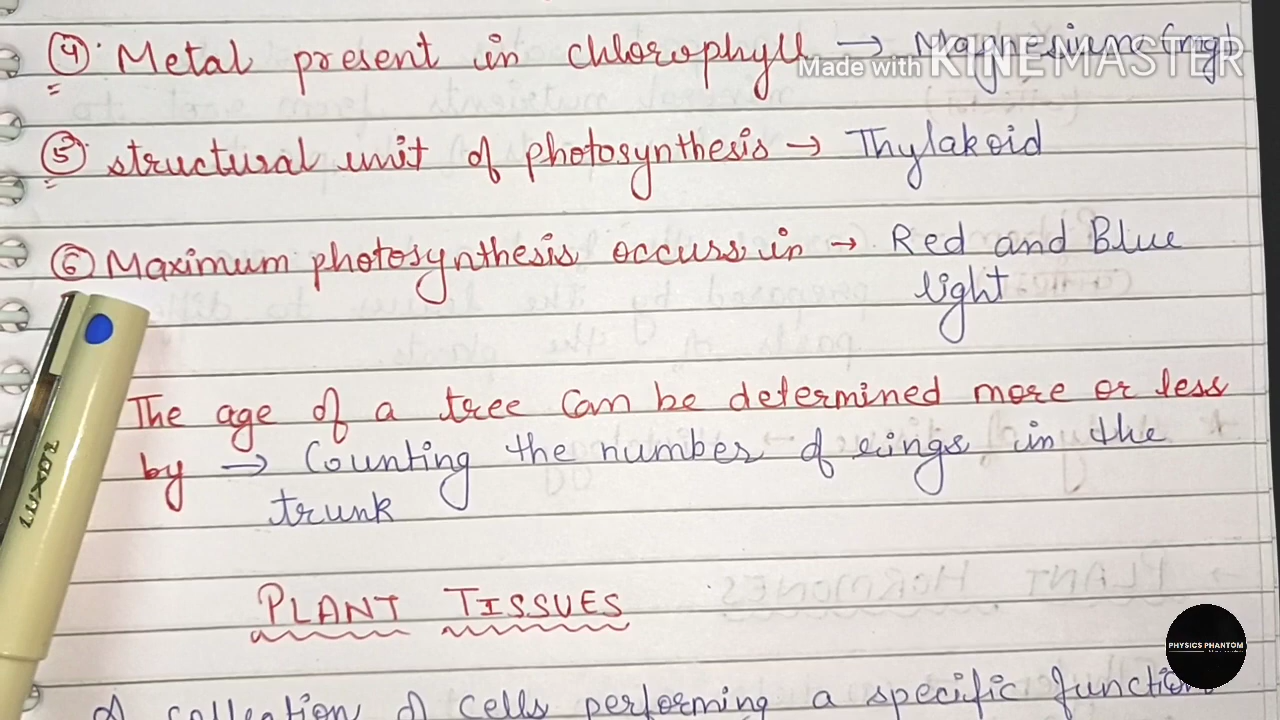 ④ Metal present in chlorophyll → Magnesium (mg)
Made with KINEMASTER
⑤ structural unit of photosynthesis → Thylakoid
⑥ Maximum photosynthesis occurs in → Red and Blue
light
The age of a tree can be determined more or less
by → Counting the number of rings in the
trunk
PLANT TISSUES
PHYSICS PHANTOM
A collection of cells performing a specific function
LUXOR